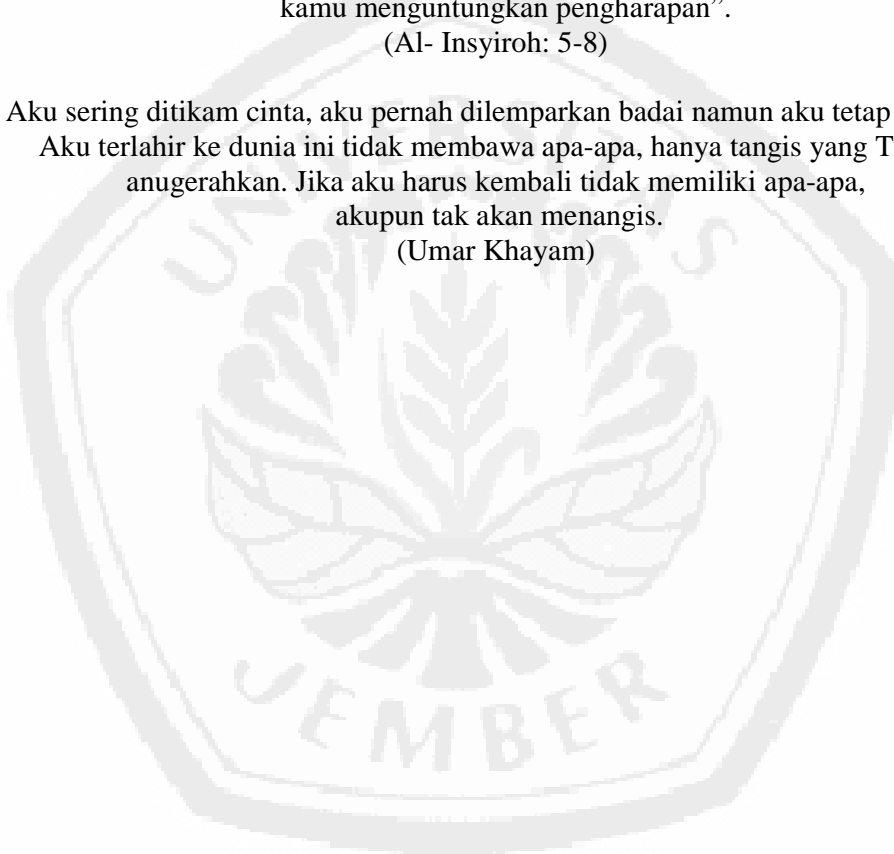 kamu menguntungkan pengharapan”.
(Al- Insyiroh: 5-8)
Aku sering ditikam cinta, aku pernah dilemparkan badai namun aku tetap
Aku terlahir ke dunia ini tidak membawa apa-apa, hanya tangis yang T
anugerahkan. Jika aku harus kembali tidak memiliki apa-apa,
akupun tak akan menangis.
(Umar Khayam)
UNIVERSITAS
JEMBER